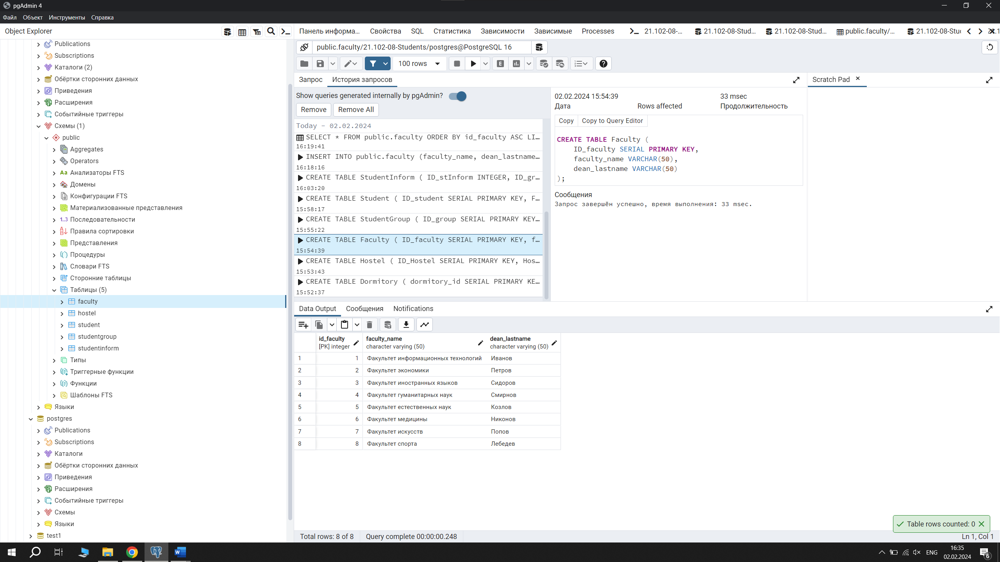 pgAdmin 4
Файл Объект Инструменты Справка
Object Explorer
Publications
Subscriptions
Каталоги (2)
Обёртки сторонних данных
Приведения
Расширения
Событийные триггеры
Схемы (1)
public
Aggregates
Operators
Анализаторы FTS
Домены
Конфигурации FTS
Материализованные представления
Последовательности
Правила сортировки
Представления
Процедуры
Словари FTS
Сторонние таблицы
Таблицы (5)
faculty
hostel
student
studentgroup
studentinform
Типы
Триггерные функции
Функции
Шаблоны FTS
Языки
postgres
Publications
Subscriptions
Каталоги
Обёртки сторонних данных
Приведения
Расширения
Событийные триггеры
Схемы
Языки
test1
Панель информа... Свойства SQL Статистика Зависимости Зависимые Processes 21.102-08-... 21.102-08-Stud... 21.102-08-Stud... public.faculty/... 21.102-08-Stu
public.faculty/21.102-08-Students/postgres@PostgreSQL 16
100 rows
Запрос История запросов
Scratch Pad
Show queries generated internally by pgAdmin?
Remove Remove All
Today - 02.02.2024
SELECT * FROM public.faculty ORDER BY id_faculty ASC LI…
16:19:41
INSERT INTO public.faculty (faculty_name, dean_lastname…
16:18:16
CREATE TABLE StudentInform ( ID_stInform INTEGER, ID_gr…
16:03:20
CREATE TABLE Student ( ID_student SERIAL PRIMARY KEY, F…
15:58:17
CREATE TABLE StudentGroup ( ID_group SERIAL PRIMARY KEY…
15:55:22
CREATE TABLE Faculty ( ID_faculty SERIAL PRIMARY KEY, f…
15:54:39
CREATE TABLE Hostel ( ID_Hostel SERIAL PRIMARY KEY, Hos…
15:53:43
CREATE TABLE Dormitory ( dormitory_id SERIAL PRIMARY KE…
15:52:37
02.02.2024 15:54:39 33 msec
Дата Rows affected Продолжительность
Copy Copy to Query Editor
CREATE TABLE Faculty (
ID_faculty SERIAL PRIMARY KEY,
faculty_name VARCHAR(50),
dean_lastname VARCHAR(50)
);
Сообщения
Запрос завершён успешно, время выполнения: 33 msec.
Data Output Сообщения Notifications
id_faculty faculty_name dean_lastname
[PK] integer character varying (50) character varying (50)
1 1 Факультет информационных технологий Иванов
2 2 Факультет экономики Петров
3 3 Факультет иностранных языков Сидоров
4 4 Факультет гуманитарных наук Смирнов
5 5 Факультет естественных наук Козлов
6 6 Факультет медицины Никонов
7 7 Факультет искусств Попов
8 8 Факультет спорта Лебедев
Table rows counted: 0
Total rows: 8 of 8 Query complete 00:00:00.248 Ln 1, Col 1
ENG
16:35
02.02.2024
6